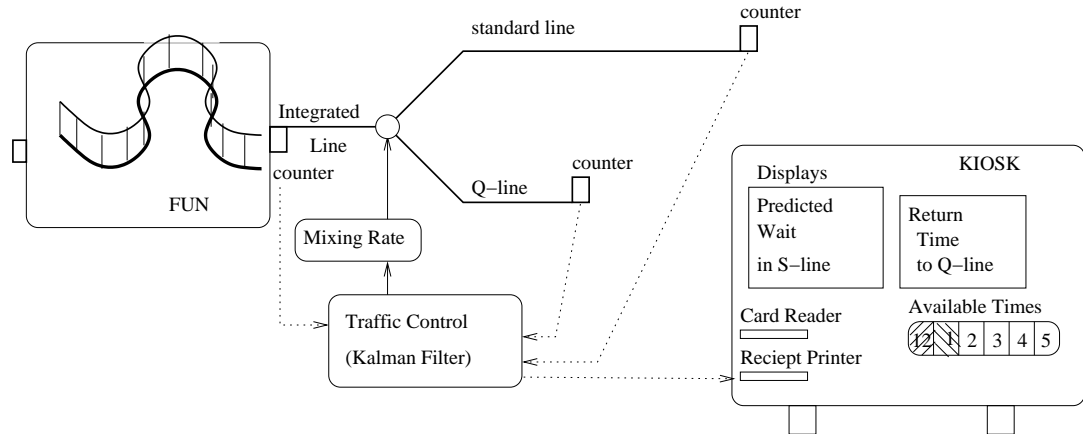 counter
standard line
Integrated
Line
counter
FUN
counter
Q−line
Mixing Rate
Traffic Control
(Kalman Filter)
KIOSK
Displays
Predicted
Wait
in S−line
Return
Time
to Q−line
Available Times
12 1 2 3 4 5
Card Reader
Reciept Printer